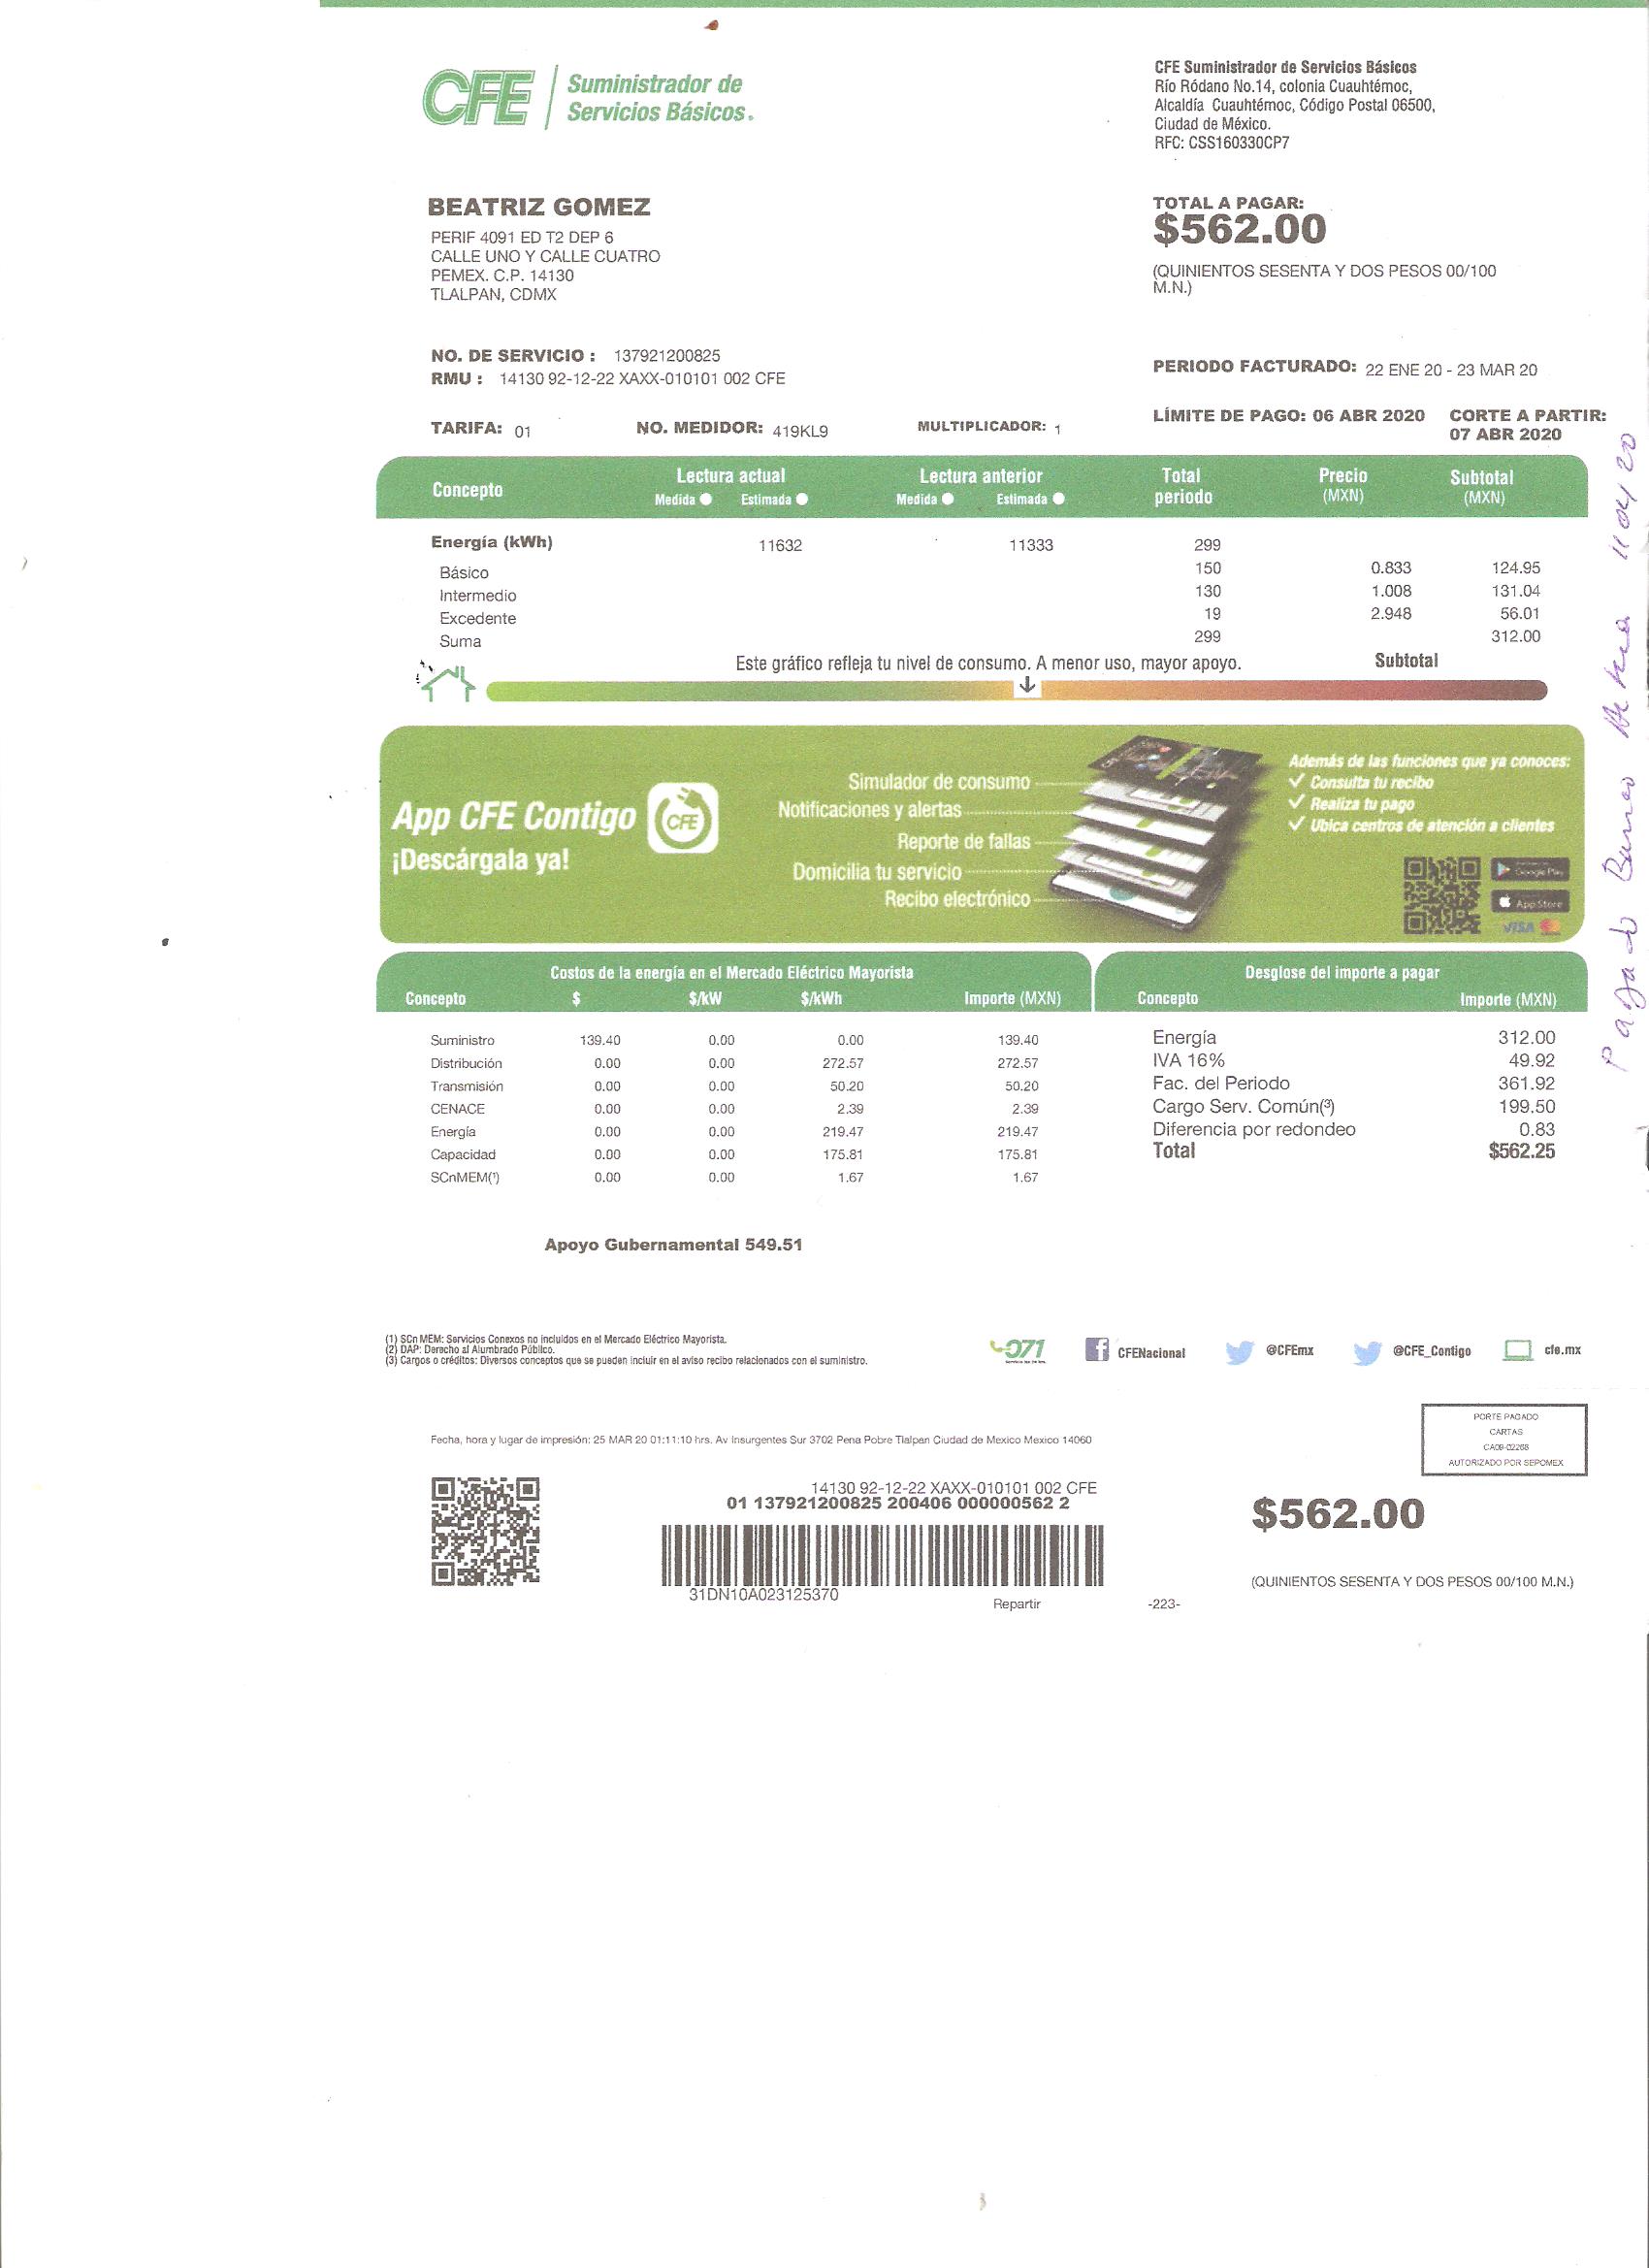 CFE Suministrador de
Servicios Básicos.
CFE Suministrador de Servicios Básicos
Río Ródano No.14, colonia Cuauhtémoc,
Alcaldía Cuauhtémoc, Código Postal 06500,
Ciudad de México.
RFC: CSS160330CP7
BEATRIZ GOMEZ
PERIF 4091 ED T2 DEP 6
CALLE UNO Y CALLE CUATRO
PEMEX. C.P. 14130
TLALPAN, CDMX
TOTAL A PAGAR:
$562.00
(QUINIENTOS SESENTA Y DOS PESOS 00/100
M.N.)
NO. DE SERVICIO : 137921200825
RMU : 14130 92-12-22 XAXX-010101 002 CFE
PERIODO FACTURADO: 22 ENE 20 - 23 MAR 20
TARIFA: 01 NO. MEDIDOR: 419KL9 MULTIPLICADOR: 1
LÍMITE DE PAGO: 06 ABR 2020 CORTE A PARTIR:
07 ABR 2020
Concepto Lectura actual Lectura anterior Total periodo Precio (MXN) Subtotal (MXN)
Medida Estimada Medida Estimada
Energía (kWh) 11632 11333 299
Básico 150 0.833 124.95
Intermedio 130 1.008 131.04
Excedente 19 2.948 56.01
Suma 299 312.00
Este gráfico refleja tu nivel de consumo. A menor uso, mayor apoyo. Subtotal
App CFE Contigo
¡Descárgala ya!
CFE
Simulador de consumo
Notificaciones y alertas
Reporte de fallas
Domicilia tu servicio
Recibo electrónico
Además de las funciones que ya conoces:
✓ Consulta tu recibo
✓ Realiza tu pago
✓ Ubica centros de atención a clientes
Google Play
App Store
VISA
Costos de la energía en el Mercado Eléctrico Mayorista
Concepto $ $/kW $/kWh Importe (MXN)
Suministro 139.40 0.00 0.00 139.40
Distribución 0.00 0.00 272.57 272.57
Transmisión 0.00 0.00 50.20 50.20
CENACE 0.00 0.00 2.39 2.39
Energía 0.00 0.00 219.47 219.47
Capacidad 0.00 0.00 175.81 175.81
SCnMEM(¹) 0.00 0.00 1.67 1.67
Desglose del importe a pagar
Concepto Importe (MXN)
Energía 312.00
IVA 16% 49.92
Fac. del Periodo 361.92
Cargo Serv. Común(³) 199.50
Diferencia por redondeo 0.83
Total $562.25
Pagado
Apoyo Gubernamental 549.51
(1) SCn MEM: Servicios Conexos no incluidos en el Mercado Eléctrico Mayorista.
(2) DAP: Derecho al Alumbrado Público.
(3) Cargos o créditos: Diversos conceptos que se pueden incluir en el aviso recibo relacionados con el suministro.
071
CFENacional
@CFEmx
@CFE_Contigo
cfe.mx
PORTE PAGADO
CARTAS
CA09-02268
AUTORIZADO POR SEPOMEX
Fecha, hora y lugar de impresión: 25 MAR 20 01:11:10 hrs. Av Insurgentes Sur 3702 Pena Pobre Tlalpan Ciudad de Mexico Mexico 14060
14130 92-12-22 XAXX-010101 002 CFE
01 137921200825 200406 000000562 2
31DN10A023125370
Repartir
-223-
$562.00
(QUINIENTOS SESENTA Y DOS PESOS 00/100 M.N.)